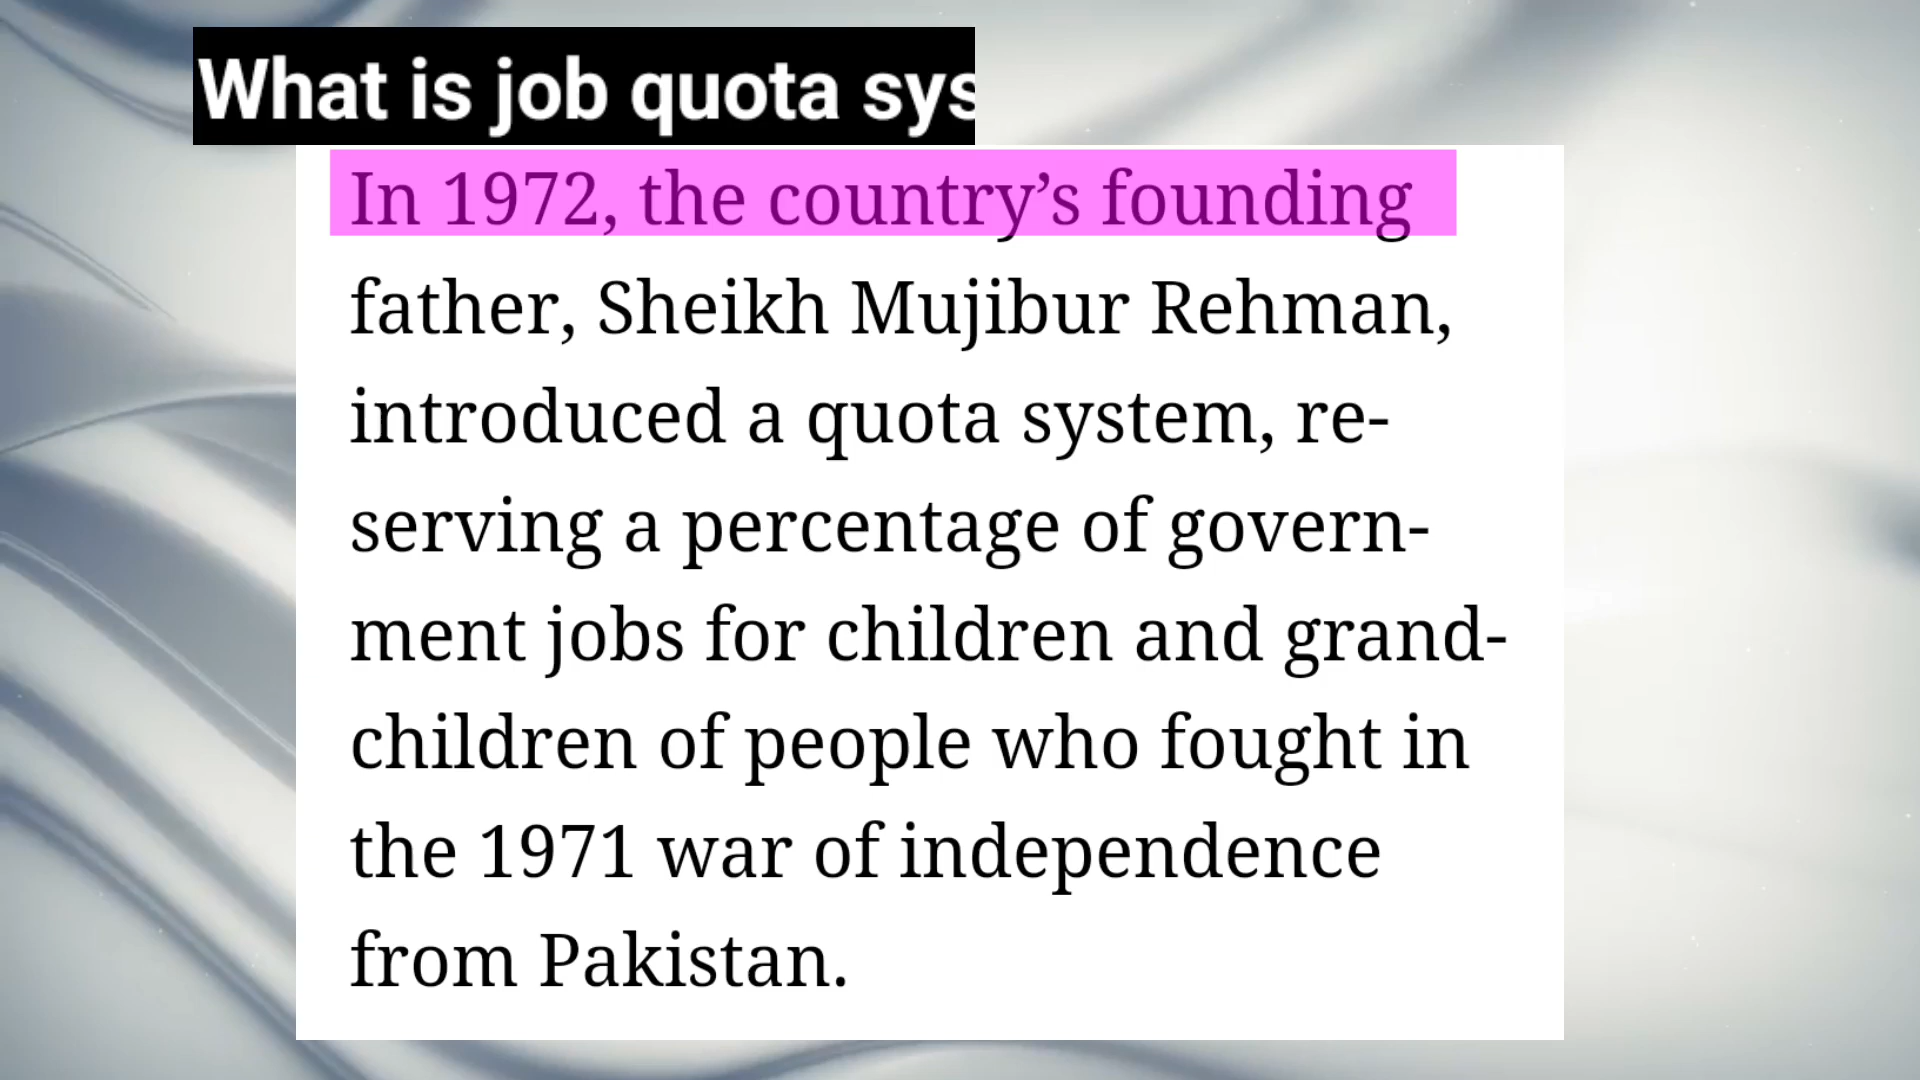 What is job quota sys
In 1972, the country’s founding
father, Sheikh Mujibur Rehman,
introduced a quota system, re-
serving a percentage of govern-
ment jobs for children and grand-
children of people who fought in
the 1971 war of independence
from Pakistan.